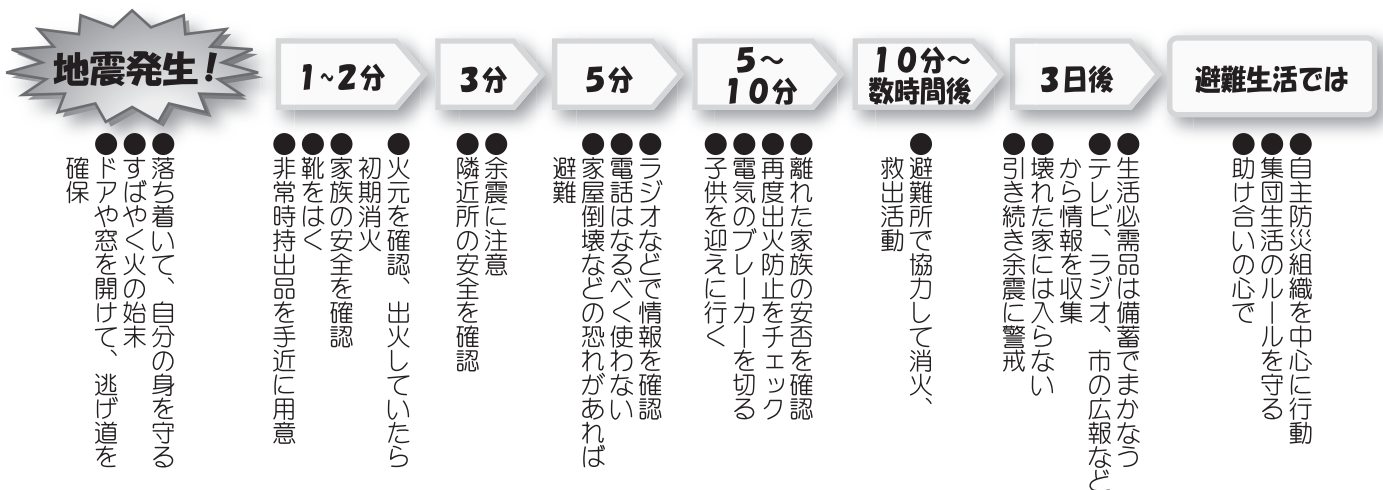 地震発生！
落ち着いて、自分の身を守る
すばやく火の始末
ドアや窓を開けて、逃げ道を
確保
1~2分
火元を確認、出火していたら
初期消火
家族の安全を確認
靴をはく
非常時持出品を手近に用意
3分
余震に注意
隣近所の安全を確認
5分
ラジオなどで情報を確認
電話はなるべく使わない
家屋倒壊などの恐れがあれば
避難
5～
10分
離れた家族の安否を確認
再度出火防止をチェック
電気のブレーカーを切る
子供を迎えに行く
10分～
数時間後
避難所で協力して消火、
救出活動
3日後
生活必需品は備蓄でまかなう
テレビ、ラジオ、市の広報など
から情報を収集
壊れた家には入らない
引き続き余震に警戒
避難生活では
自主防災組織を中心に行動
集団生活のルールを守る
助け合いの心で